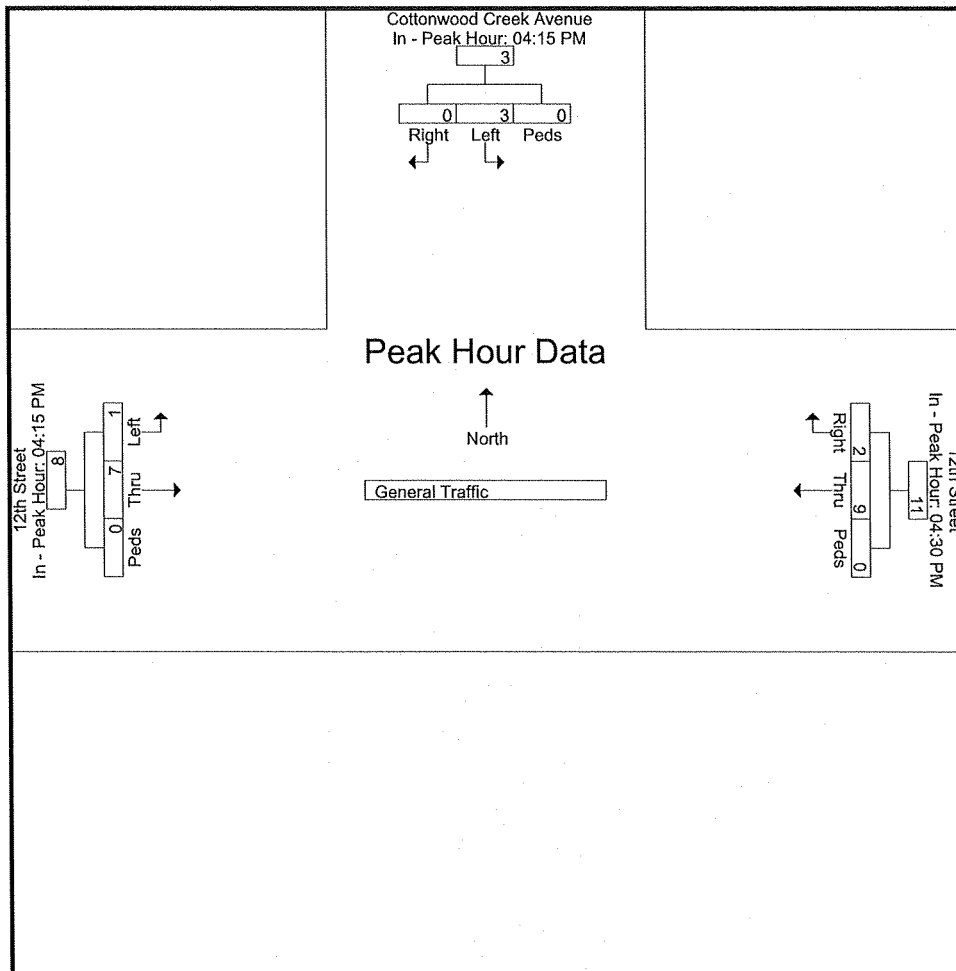 Cottonwood Creek Avenue
In - Peak Hour: 04:15 PM
3
0 3 0
Right Left Peds
Peak Hour Data
North
General Traffic
12th Street
In - Peak Hour: 04:15 PM
8
1 7 0
Left Thru Peds
12th Street
In - Peak Hour: 04:30 PM
11
2 9 0
Right Thru Peds